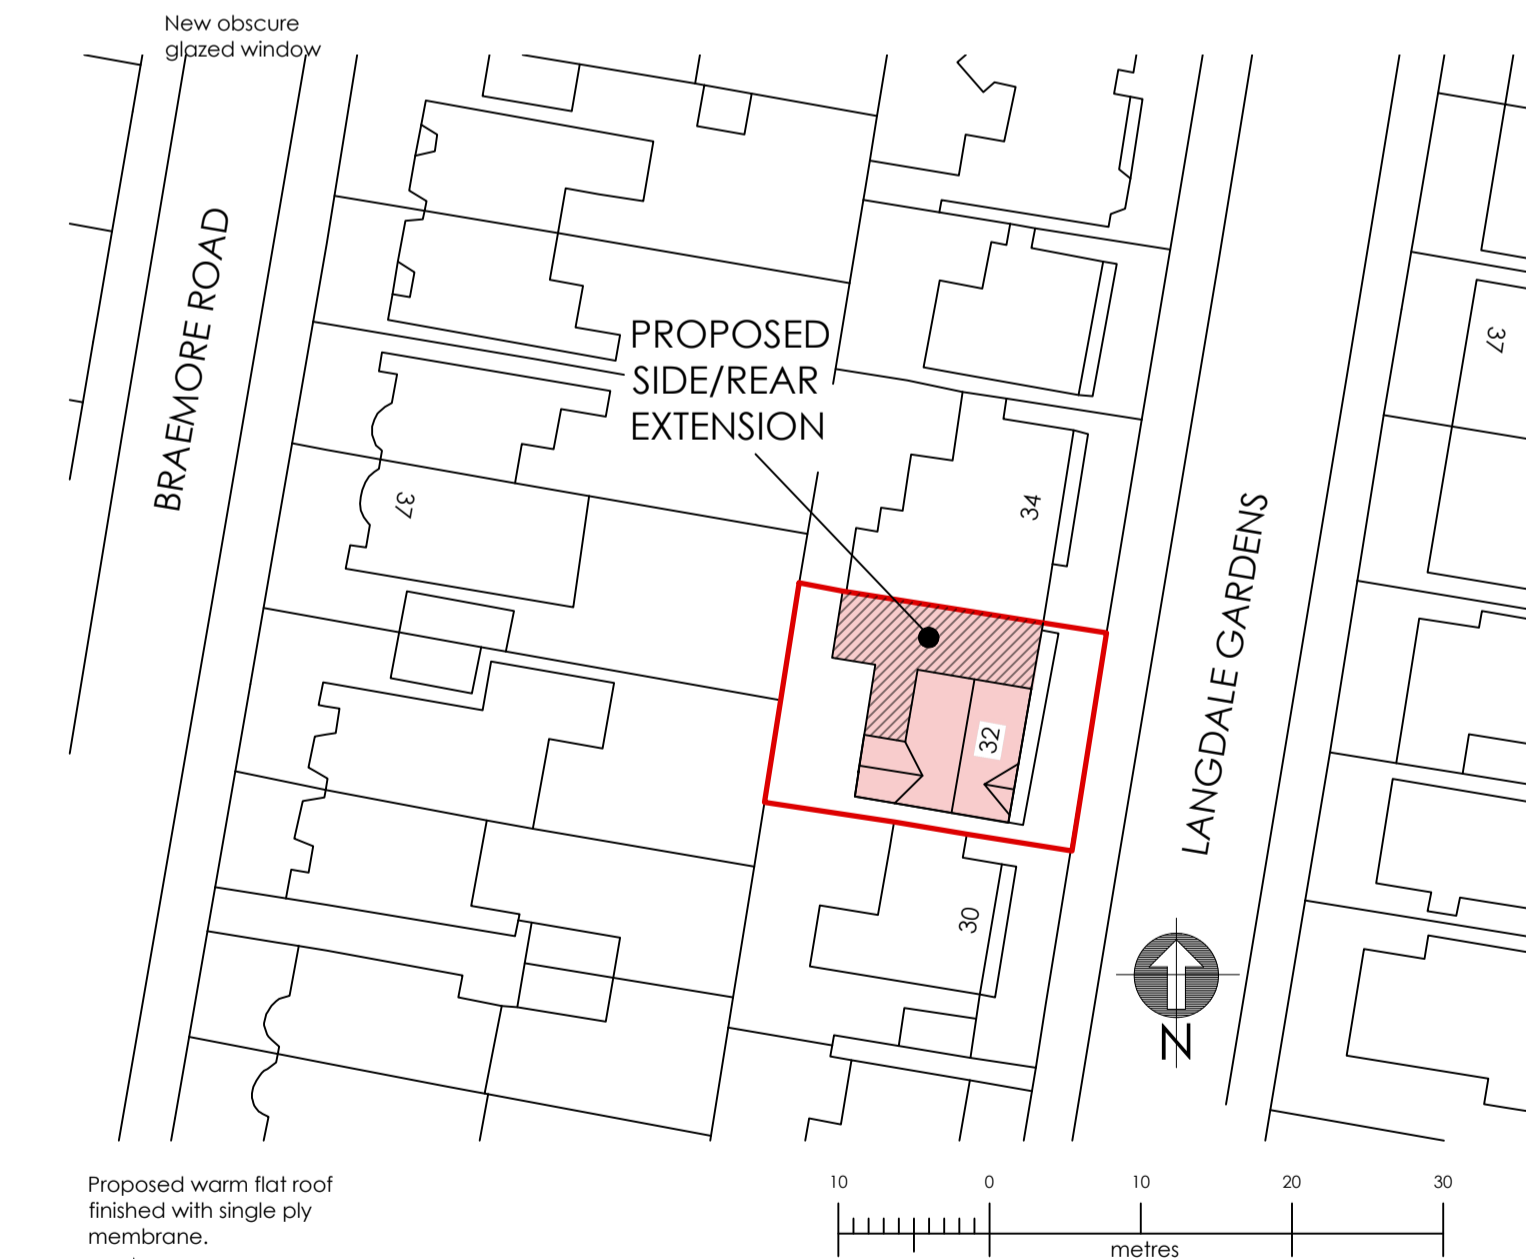 New obscure
glazed window
BRAEMORE ROAD
PROPOSED
SIDE/REAR
EXTENSION
37
37
34
LANGDALE GARDENS
32
30
N
Proposed warm flat roof
finished with single ply
membrane.
10 0 10 20 30
metres